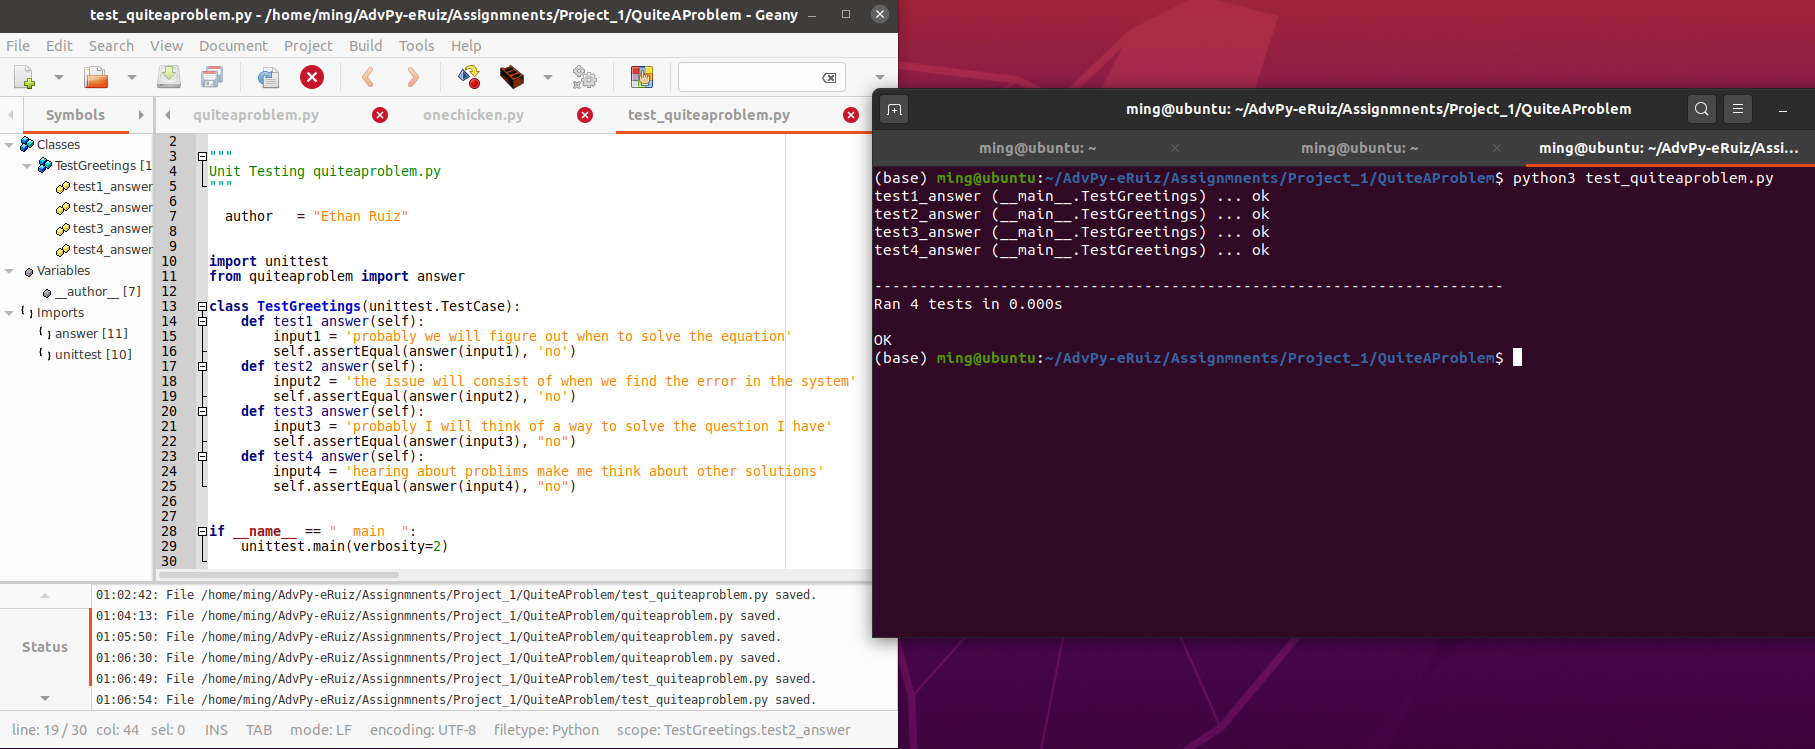 test_quiteaproblem.py - /home/ming/AdvPy-eRuiz/Assignmnents/Project_1/QuiteAProblem - Geany
File Edit Search View Document Project Build Tools Help
Symbols
quiteaproblem.py onechicken.py test_quiteaproblem.py
Classes
TestGreetings [1
test1_answer
test2_answer
test3_answer
test4_answer
Variables
__author__ [7]
Imports
answer [11]
unittest [10]
2
3 """
4 Unit Testing quiteaproblem.py
5 """
6
7 author = "Ethan Ruiz"
8
9
10 import unittest
11 from quiteaproblem import answer
12
13 class TestGreetings(unittest.TestCase):
14 def test1 answer(self):
15 input1 = 'probably we will figure out when to solve the equation'
16 self.assertEqual(answer(input1), 'no')
17 def test2 answer(self):
18 input2 = 'the issue will consist of when we find the error in the system'
19 self.assertEqual(answer(input2), 'no')
20 def test3 answer(self):
21 input3 = 'probably I will think of a way to solve the question I have'
22 self.assertEqual(answer(input3), "no")
23 def test4 answer(self):
24 input4 = 'hearing about problims make me think about other solutions'
25 self.assertEqual(answer(input4), "no")
26
27
28 if __name__ == " main ":
29 unittest.main(verbosity=2)
30
Status
01:02:42: File /home/ming/AdvPy-eRuiz/Assignmnents/Project_1/QuiteAProblem/test_quiteaproblem.py saved.
01:04:13: File /home/ming/AdvPy-eRuiz/Assignmnents/Project_1/QuiteAProblem/quiteaproblem.py saved.
01:05:50: File /home/ming/AdvPy-eRuiz/Assignmnents/Project_1/QuiteAProblem/quiteaproblem.py saved.
01:06:30: File /home/ming/AdvPy-eRuiz/Assignmnents/Project_1/QuiteAProblem/quiteaproblem.py saved.
01:06:49: File /home/ming/AdvPy-eRuiz/Assignmnents/Project_1/QuiteAProblem/test_quiteaproblem.py saved.
01:06:54: File /home/ming/AdvPy-eRuiz/Assignmnents/Project_1/QuiteAProblem/test_quiteaproblem.py saved.
line: 19 / 30 col: 44 sel: 0 INS TAB mode: LF encoding: UTF-8 filetype: Python scope: TestGreetings.test2_answer
ming@ubuntu: ~/AdvPy-eRuiz/Assignmnents/Project_1/QuiteAProblem
ming@ubuntu: ~ ming@ubuntu: ~ ming@ubuntu: ~/AdvPy-eRuiz/Assi...
(base) ming@ubuntu:~/AdvPy-eRuiz/Assignmnents/Project_1/QuiteAProblem$ python3 test_quiteaproblem.py
test1_answer (__main__.TestGreetings) ... ok
test2_answer (__main__.TestGreetings) ... ok
test3_answer (__main__.TestGreetings) ... ok
test4_answer (__main__.TestGreetings) ... ok
----------------------------------------------------------------------
Ran 4 tests in 0.000s
OK
(base) ming@ubuntu:~/AdvPy-eRuiz/Assignmnents/Project_1/QuiteAProblem$